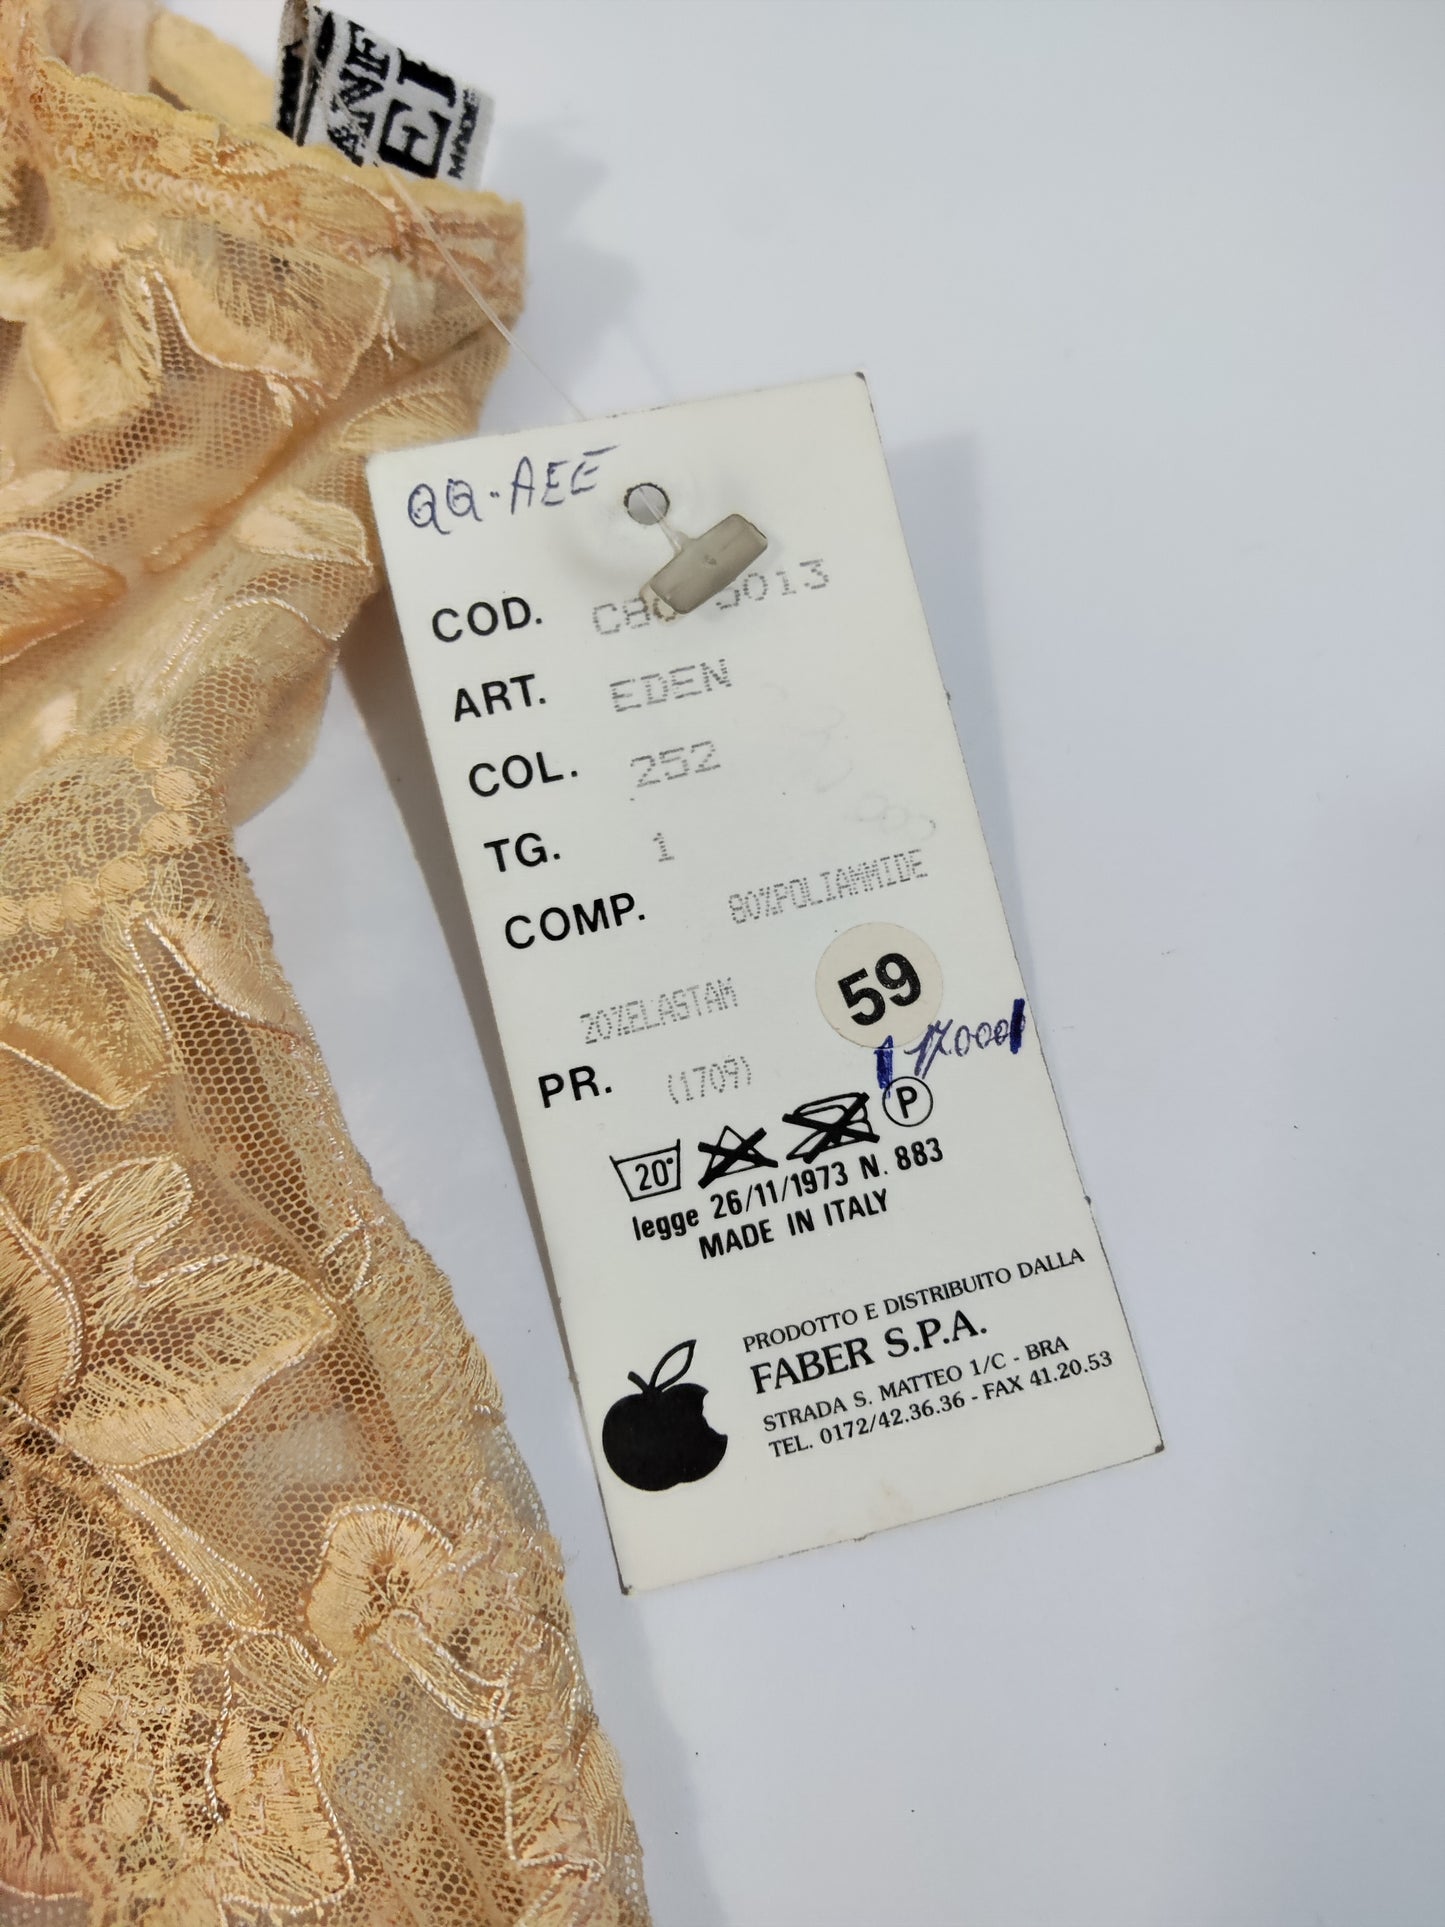 QQ-AEE
COD.
5013
ART. EDEN
COL. 252
TG. 1
COMP. 80%POLIAMMIDE
20%ELASTAM
59
17.000
PR. (1709)
20° P
legge 26/11/1973 N. 883
MADE IN ITALY
PRODOTTO E DISTRIBUITO DALLA
FABER S.P.A.
STRADA S. MATTEO 1/C - BRA
TEL. 0172/42.36.36 - FAX 41.20.53